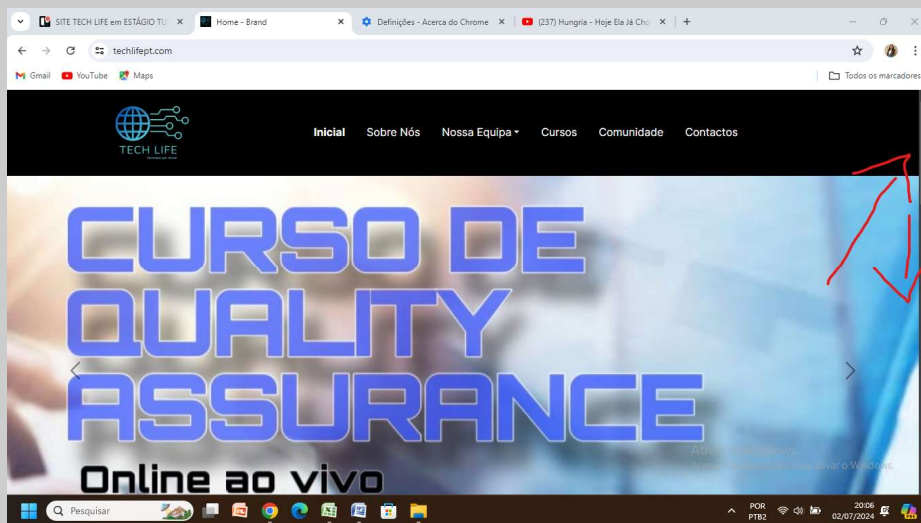 SITE TECH LIFE em ESTÁGIO TU
Home - Brand
Definições - Acerca do Chrome
(237) Hungria - Hoje Ela Já Cho
techlifept.com
Gmail YouTube Maps
Todos os marcadores
TECH LIFE
Inicial Sobre Nós Nossa Equipa Cursos Comunidade Contactos
CURSO DE
QUALITY
ASSURANCE
Online ao vivo
Pesquisar
POR
PTB2
20:06
02/07/2024